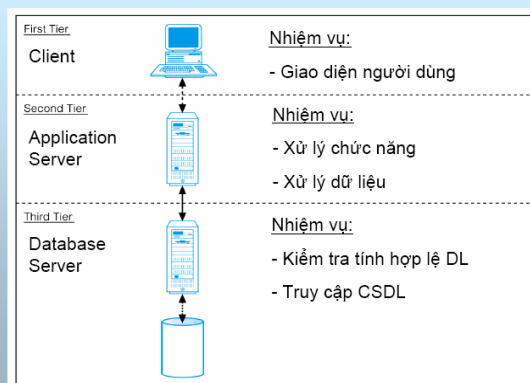 First Tier
Client
Nhiệm vụ:
- Giao diện người dùng
Second Tier
Application
Server
Nhiệm vụ:
- Xử lý chức năng
- Xử lý dữ liệu
Third Tier
Database
Server
Nhiệm vụ:
- Kiểm tra tính hợp lệ DL
- Truy cập CSDL